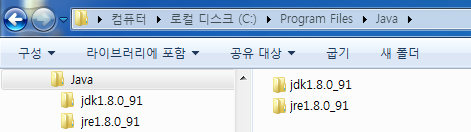 컴퓨터 ▸ 로컬 디스크 (C:) ▸ Program Files ▸ Java ▸
구성 ▼ 라이브러리에 포함 ▼ 공유 대상 ▼ 굽기 새 폴더
Java
jdk1.8.0_91
jre1.8.0_91
jdk1.8.0_91
jre1.8.0_91